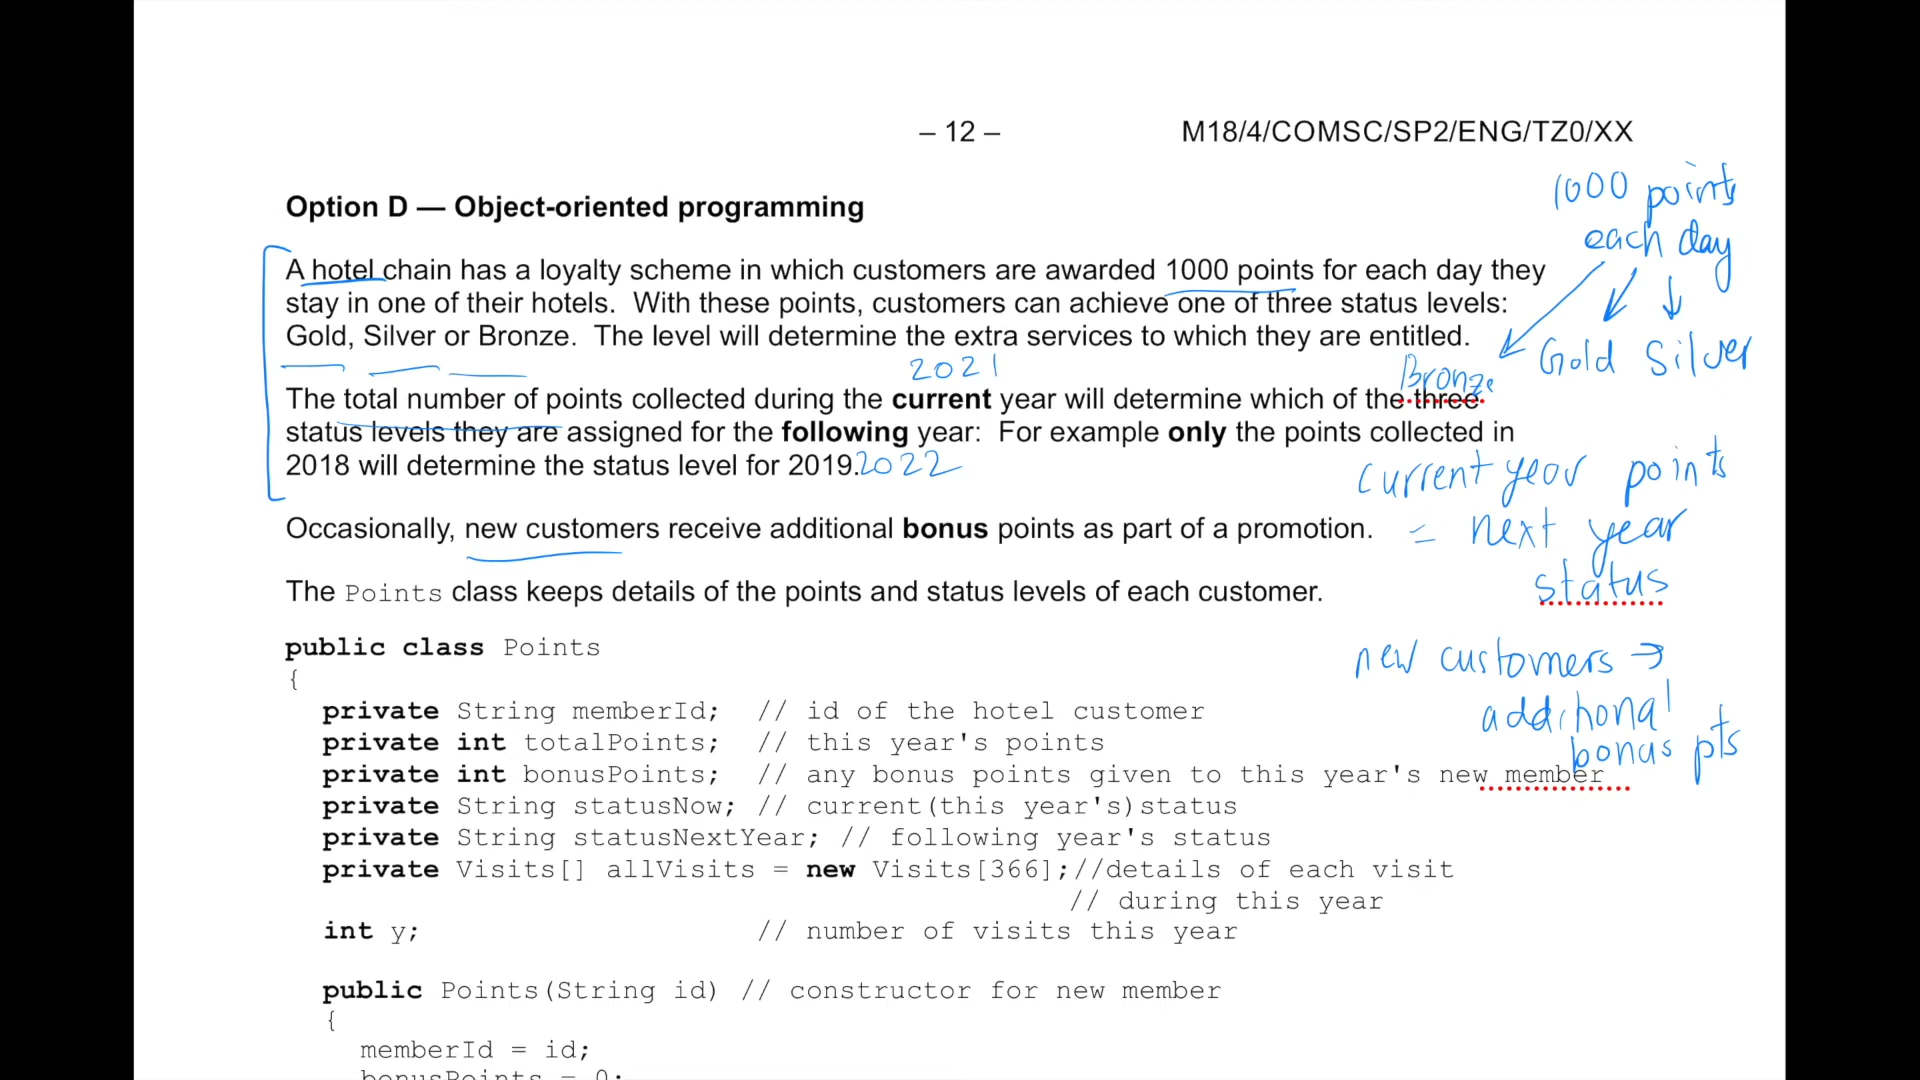 – 12 –
M18/4/COMSC/SP2/ENG/TZ0/XX
1000 points
each day
Gold Silver
Bronze
Option D — Object-oriented programming
A hotel chain has a loyalty scheme in which customers are awarded 1000 points for each day they
stay in one of their hotels. With these points, customers can achieve one of three status levels:
Gold, Silver or Bronze. The level will determine the extra services to which they are entitled.
2021
The total number of points collected during the current year will determine which of the three
status levels they are assigned for the following year: For example only the points collected in
2018 will determine the status level for 2019.
2022
current year points
= next year
status
Occasionally, new customers receive additional bonus points as part of a promotion.
The Points class keeps details of the points and status levels of each customer.
new customers →
additional
bonus pts
public class Points
{
private String memberId; // id of the hotel customer
private int totalPoints; // this year's points
private int bonusPoints; // any bonus points given to this year's new member
private String statusNow; // current(this year's)status
private String statusNextYear; // following year's status
private Visits[] allVisits = new Visits[366];//details of each visit
// during this year
int y; // number of visits this year
public Points(String id) // constructor for new member
{
memberId = id;
bonusPoints = 0;